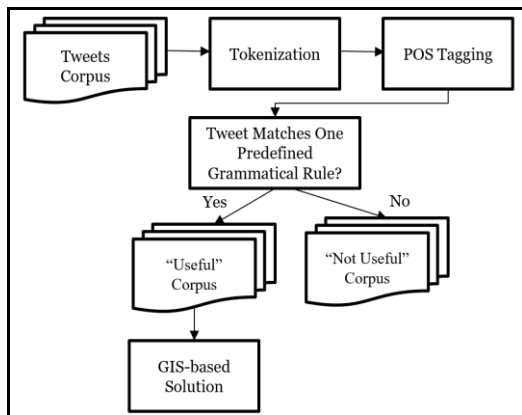 Tweets
Corpus
Tokenization
POS Tagging
Tweet Matches One
Predefined
Grammatical Rule?
Yes
No
“Useful”
Corpus
“Not Useful”
Corpus
GIS-based
Solution